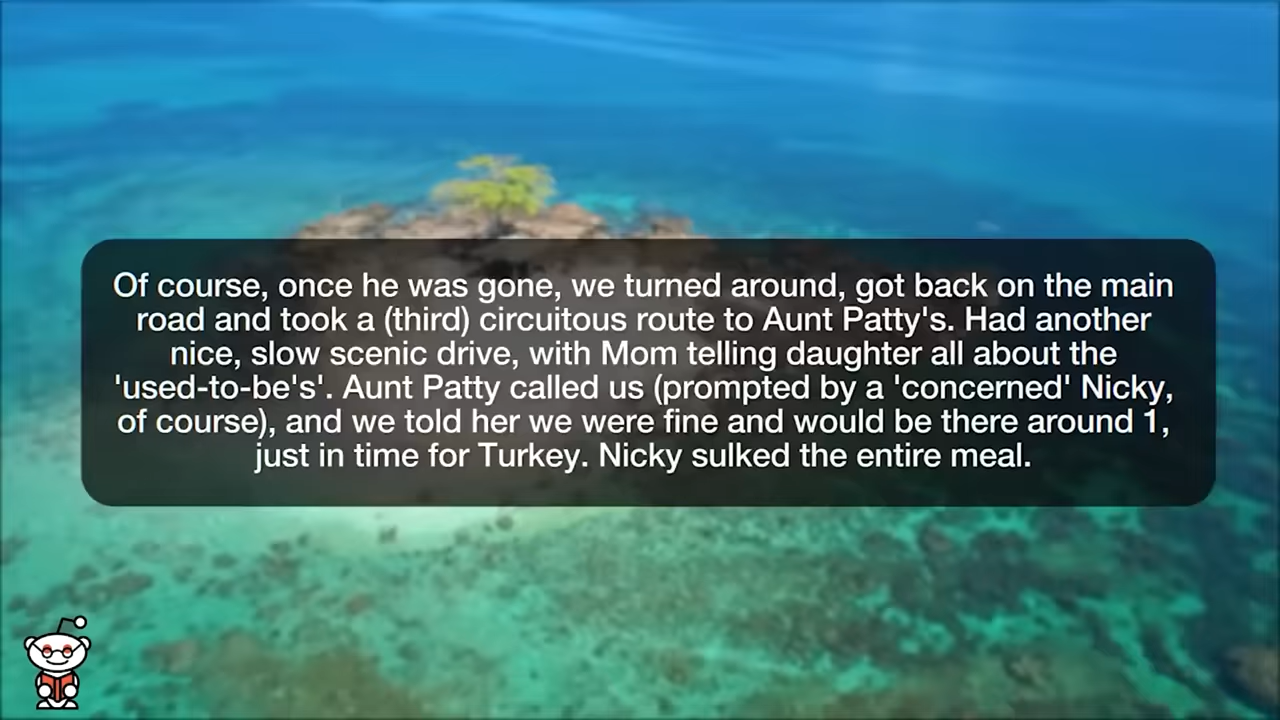 Of course, once he was gone, we turned around, got back on the main
road and took a (third) circuitous route to Aunt Patty's. Had another
nice, slow scenic drive, with Mom telling daughter all about the
'used-to-be's'. Aunt Patty called us (prompted by a 'concerned' Nicky,
of course), and we told her we were fine and would be there around 1,
just in time for Turkey. Nicky sulked the entire meal.